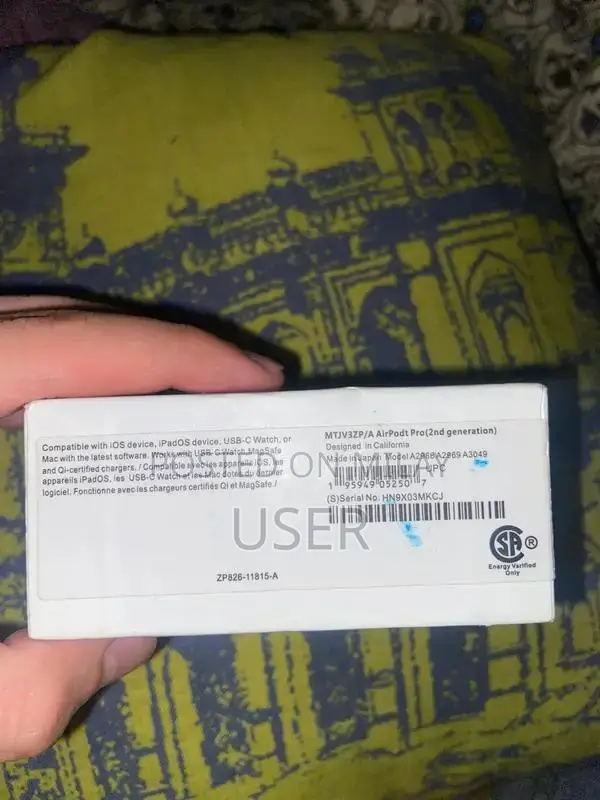 Compatible with iOS device, iPadOS device, USB-C Watch, or
Mac with the latest software. Works with USB-C Watch,MagSafe
and Qi-certified chargers. / Compatible avec les appareils iOS, les
appareils iPadOS, les USB-C Watch et les Mac dotés du dernier
logiciel. Fonctionne avec les chargeurs certifiés Qi et MagSafe./
ZP826-11815-A
MTJV3ZP/A AirPodt Pro(2nd generation)
Designed in California
Made in Japan Model A2968 A2969 A3049
UPC
1 95949 05250 7
(S)Serial No. HN9X03MKCJ
®
Energy Varified
Only
POSTED ON
USER